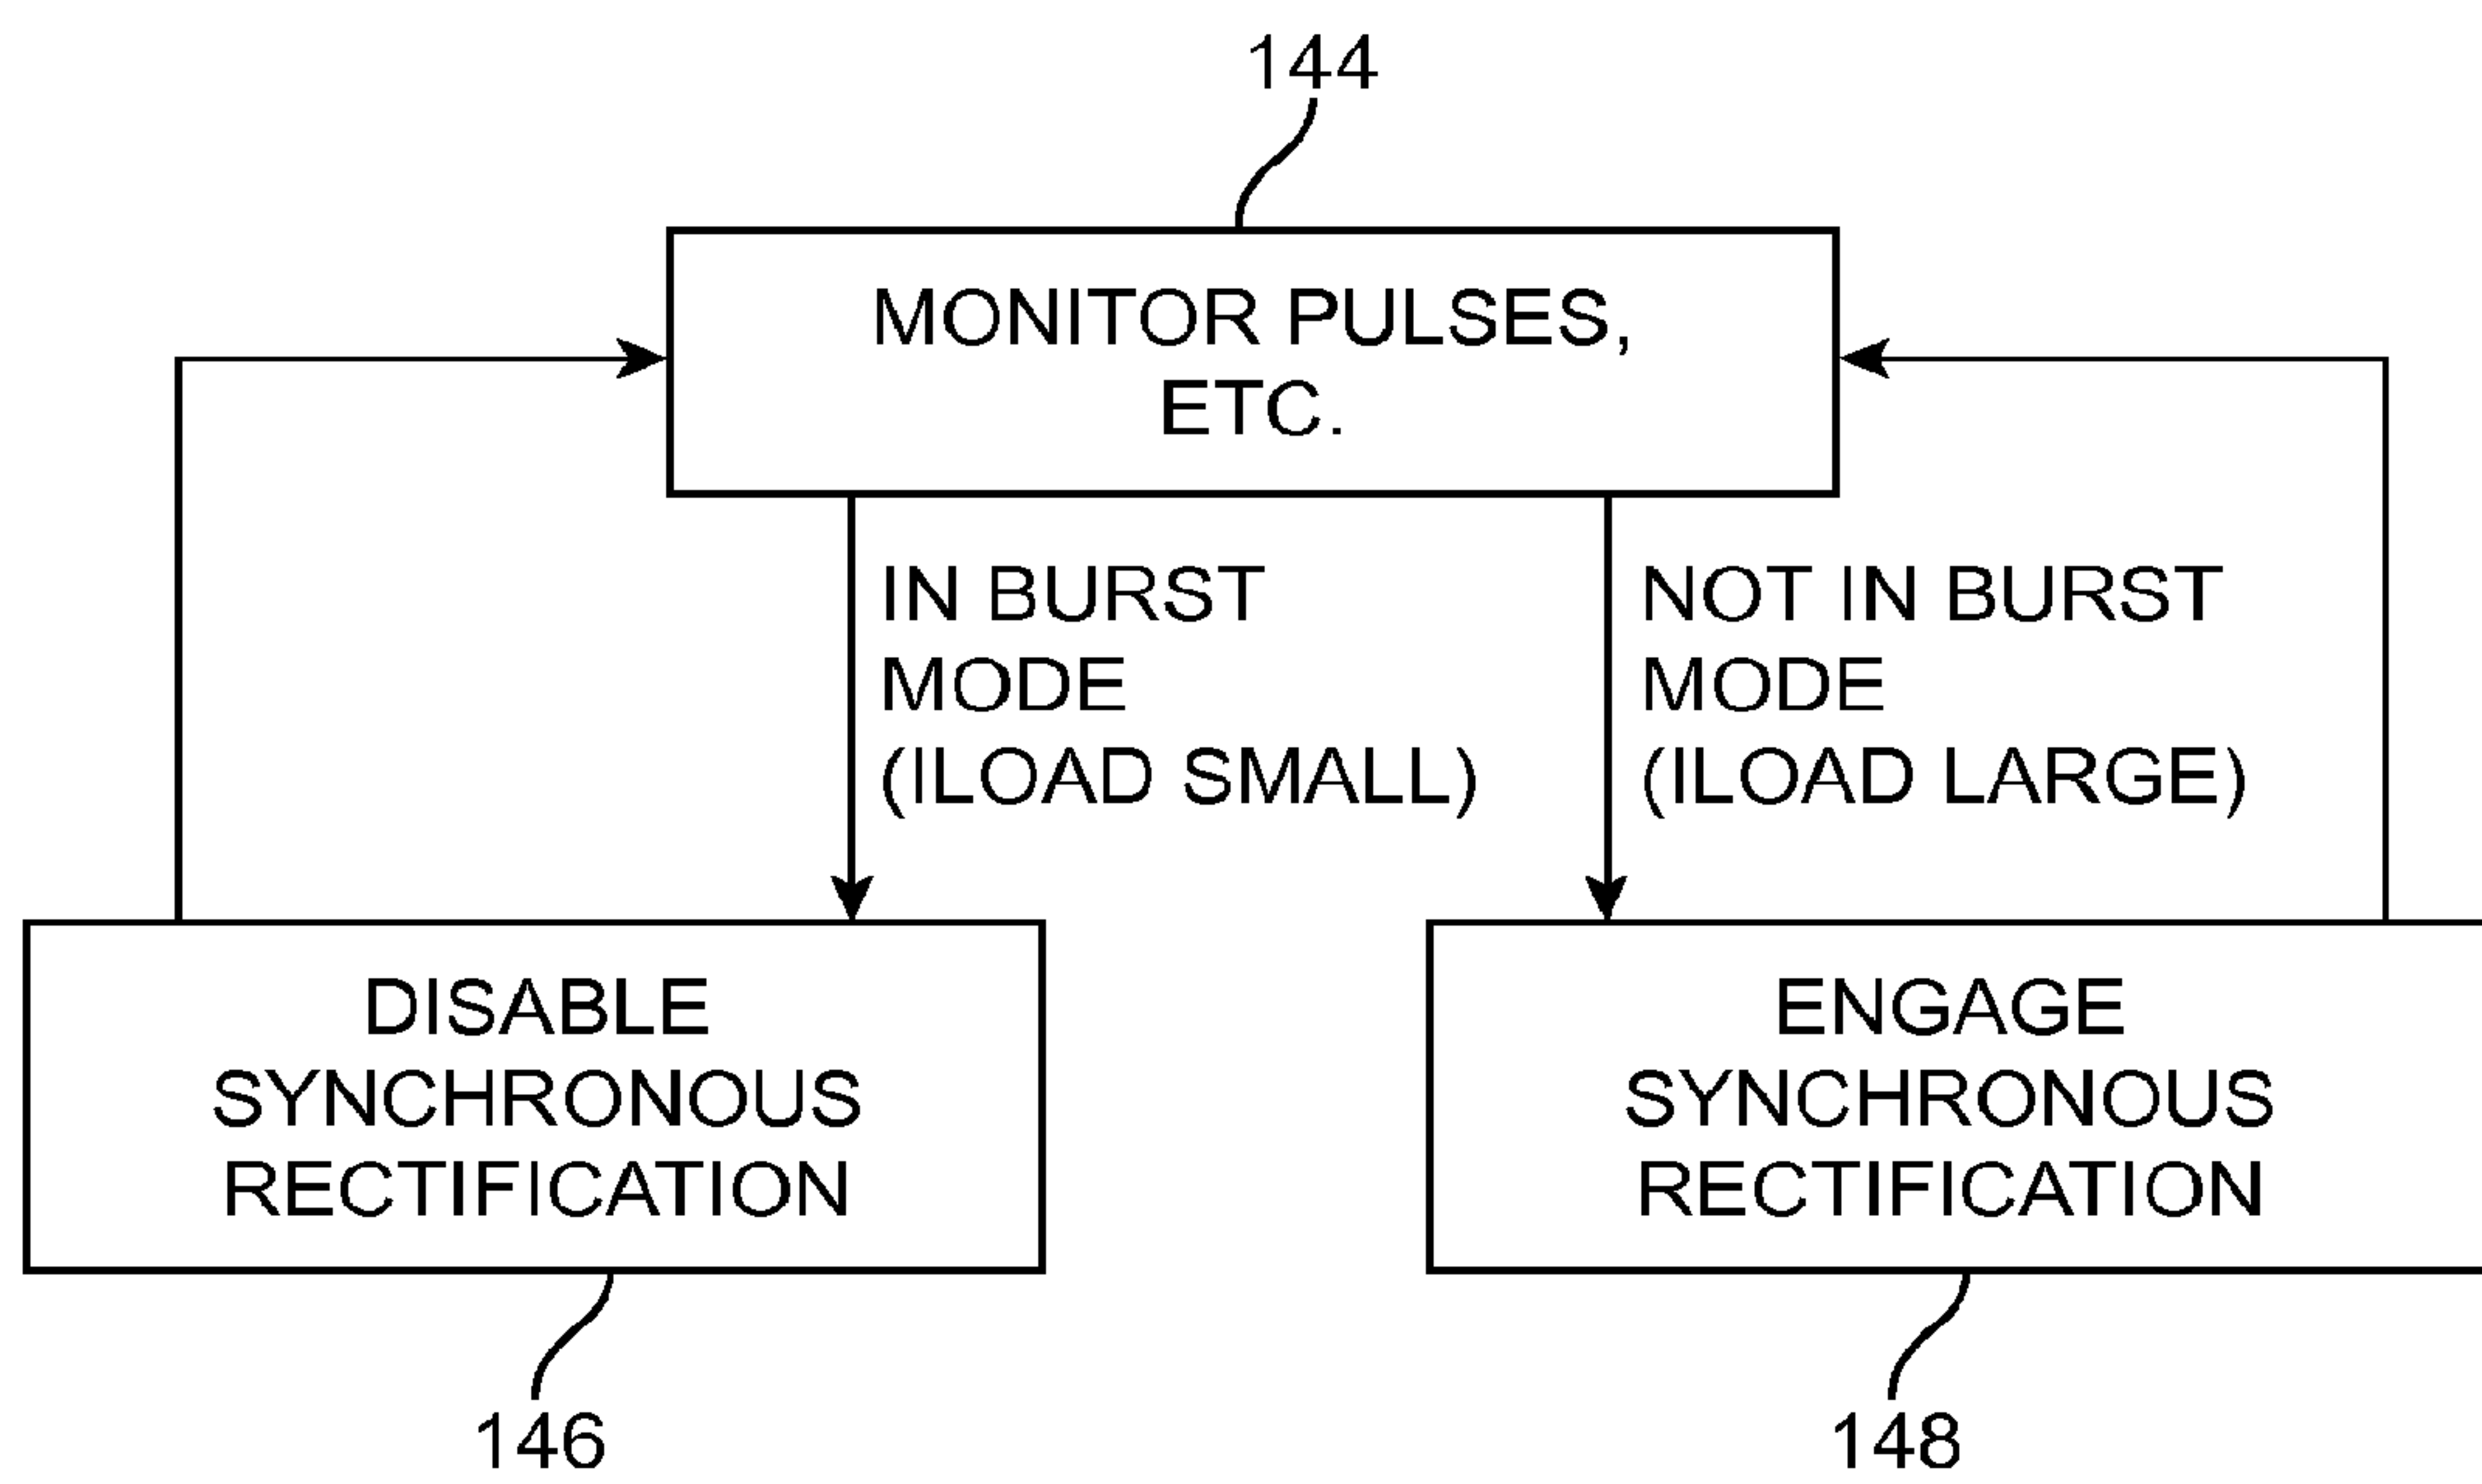 144
MONITOR PULSES,
ETC.
IN BURST
MODE
(ILOAD SMALL)
NOT IN BURST
MODE
(ILOAD LARGE)
DISABLE
SYNCHRONOUS
RECTIFICATION
ENGAGE
SYNCHRONOUS
RECTIFICATION
146
148